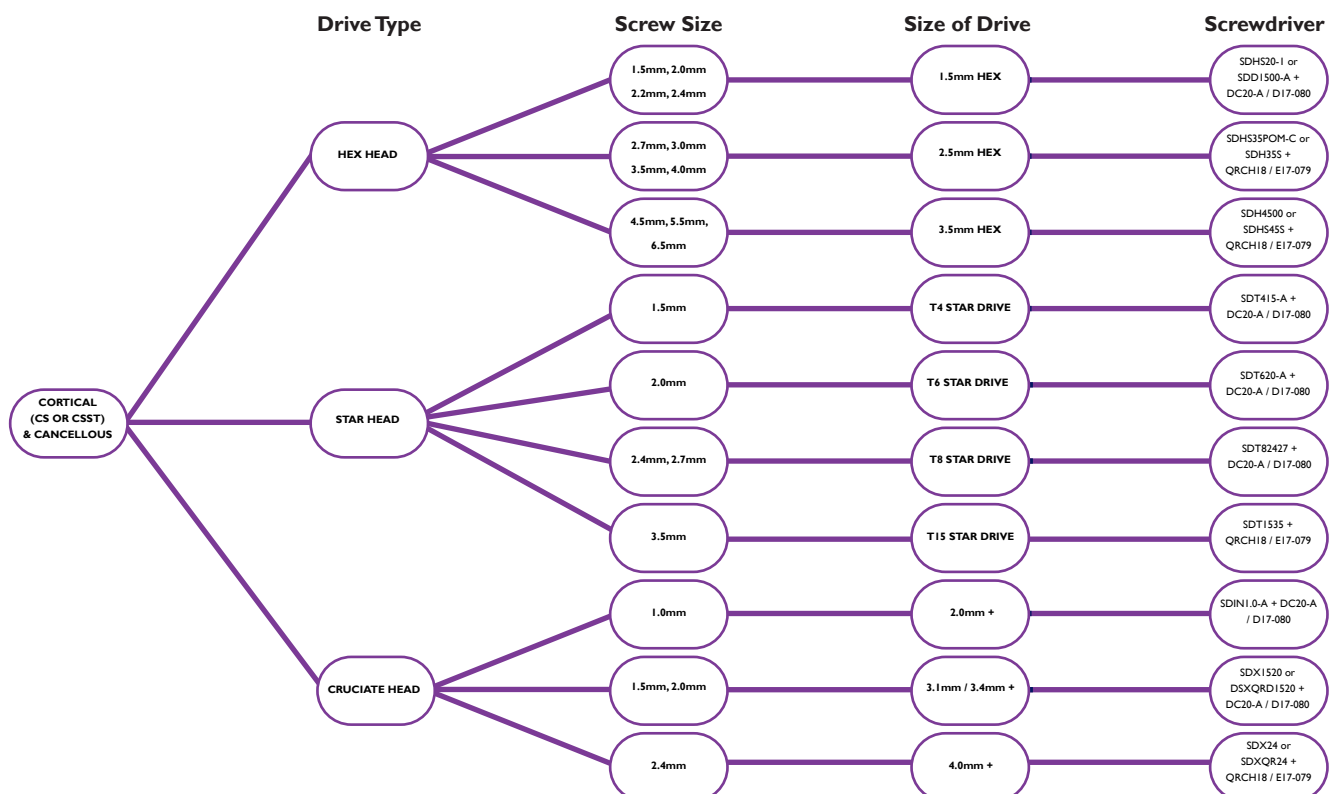 Drive Type
Screw Size
Size of Drive
Screwdriver
CORTICAL
(CS OR CSST)
& CANCELLOUS
HEX HEAD
1.5mm, 2.0mm
2.2mm, 2.4mm
1.5mm HEX
SDHS20-1 or
SDD1500-A +
DC20-A / D17-080
2.7mm, 3.0mm
3.5mm, 4.0mm
2.5mm HEX
SDHS35POM-C or
SDH35S +
QRCH18 / E17-079
4.5mm, 5.5mm,
6.5mm
3.5mm HEX
SDH4500 or
SDHS45S +
QRCH18 / E17-079
STAR HEAD
1.5mm
T4 STAR DRIVE
SDT415-A +
DC20-A / D17-080
2.0mm
T6 STAR DRIVE
SDT620-A +
DC20-A / D17-080
2.4mm, 2.7mm
T8 STAR DRIVE
SDT82427 +
DC20-A / D17-080
3.5mm
T15 STAR DRIVE
SDT1535 +
QRCH18 / E17-079
CRUCIATE HEAD
1.0mm
2.0mm +
SDIN1.0-A + DC20-A
/ D17-080
1.5mm, 2.0mm
3.1mm / 3.4mm +
SDX1520 or
DSXQRD1520 +
DC20-A / D17-080
2.4mm
4.0mm +
SDX24 or
SDXQR24 +
QRCH18 / E17-079